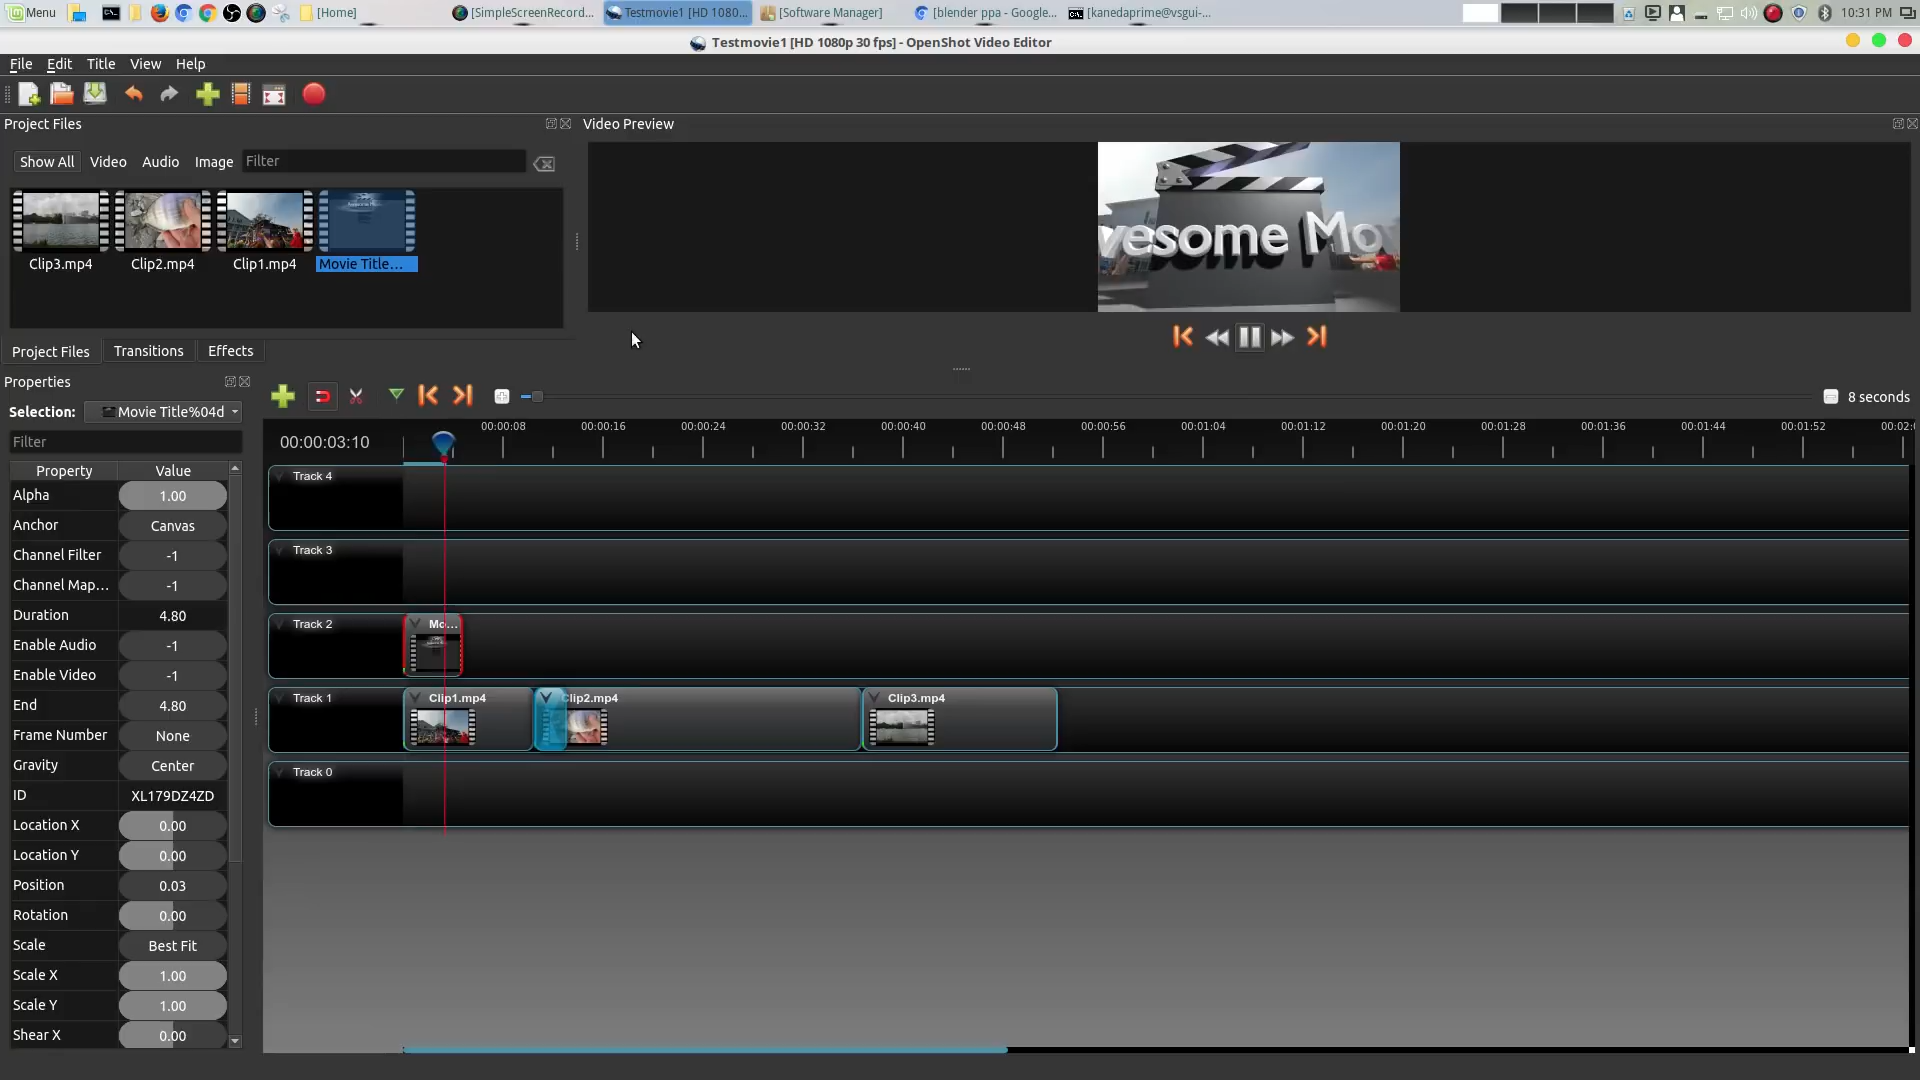 Menu
[Home]
[SimpleScreenRecord...
Testmovie1 [HD 1080...
[Software Manager]
[blender ppa - Google...
[kanedaprime@vsgui-...
10:31 PM
Testmovie1 [HD 1080p 30 fps] - OpenShot Video Editor
File Edit Title View Help
Project Files
Video Preview
Show All Video Audio Image Filter
Clip3.mp4
Clip2.mp4
Clip1.mp4
Movie Title...
vesome Mo
Project Files Transitions Effects
Properties
Selection: Movie Title%04d
8 seconds
Filter
00:00:03:10
00:00:08 00:00:16 00:00:24 00:00:32 00:00:40 00:00:48 00:00:56 00:01:04 00:01:12 00:01:20 00:01:28 00:01:36 00:01:44 00:01:52 00:02:
Property Value
Alpha 1.00
Anchor Canvas
Channel Filter -1
Channel Map... -1
Duration 4.80
Enable Audio -1
Enable Video -1
End 4.80
Frame Number None
Gravity Center
ID XL179DZ4ZD
Location X 0.00
Location Y 0.00
Position 0.03
Rotation 0.00
Scale Best Fit
Scale X 1.00
Scale Y 1.00
Shear X 0.00
Track 4
Track 3
Track 2
Mo...
Track 1
Clip1.mp4
Clip2.mp4
Clip3.mp4
Track 0